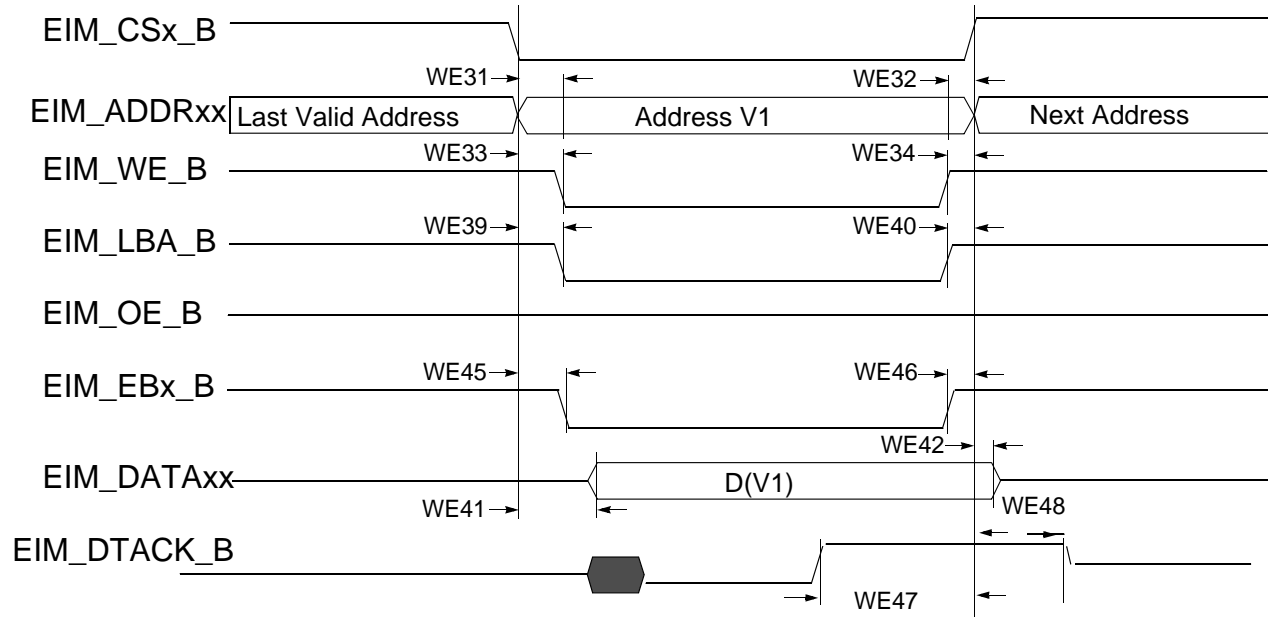 EIM_CSx_B
WE31
WE32
EIM_ADDRxx
Last Valid Address
Address V1
Next Address
WE33
WE34
EIM_WE_B
WE39
WE40
EIM_LBA_B
EIM_OE_B
WE45
WE46
EIM_EBx_B
WE42
EIM_DATAxx
D(V1)
WE41
WE48
EIM_DTACK_B
WE47